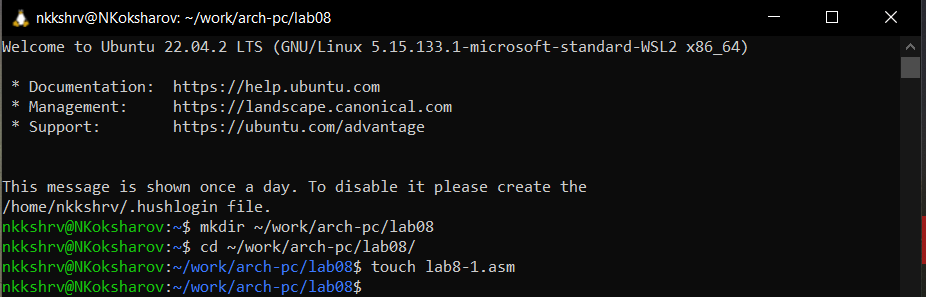 nkkshrv@NKoksharov: ~/work/arch-pc/lab08
Welcome to Ubuntu 22.04.2 LTS (GNU/Linux 5.15.133.1-microsoft-standard-WSL2 x86_64)
* Documentation:  https://help.ubuntu.com
* Management:     https://landscape.canonical.com
* Support:        https://ubuntu.com/advantage
This message is shown once a day. To disable it please create the
/home/nkkshrv/.hushlogin file.
nkkshrv@NKoksharov:~$ mkdir ~/work/arch-pc/lab08
nkkshrv@NKoksharov:~$ cd ~/work/arch-pc/lab08/
nkkshrv@NKoksharov:~/work/arch-pc/lab08$ touch lab8-1.asm
nkkshrv@NKoksharov:~/work/arch-pc/lab08$